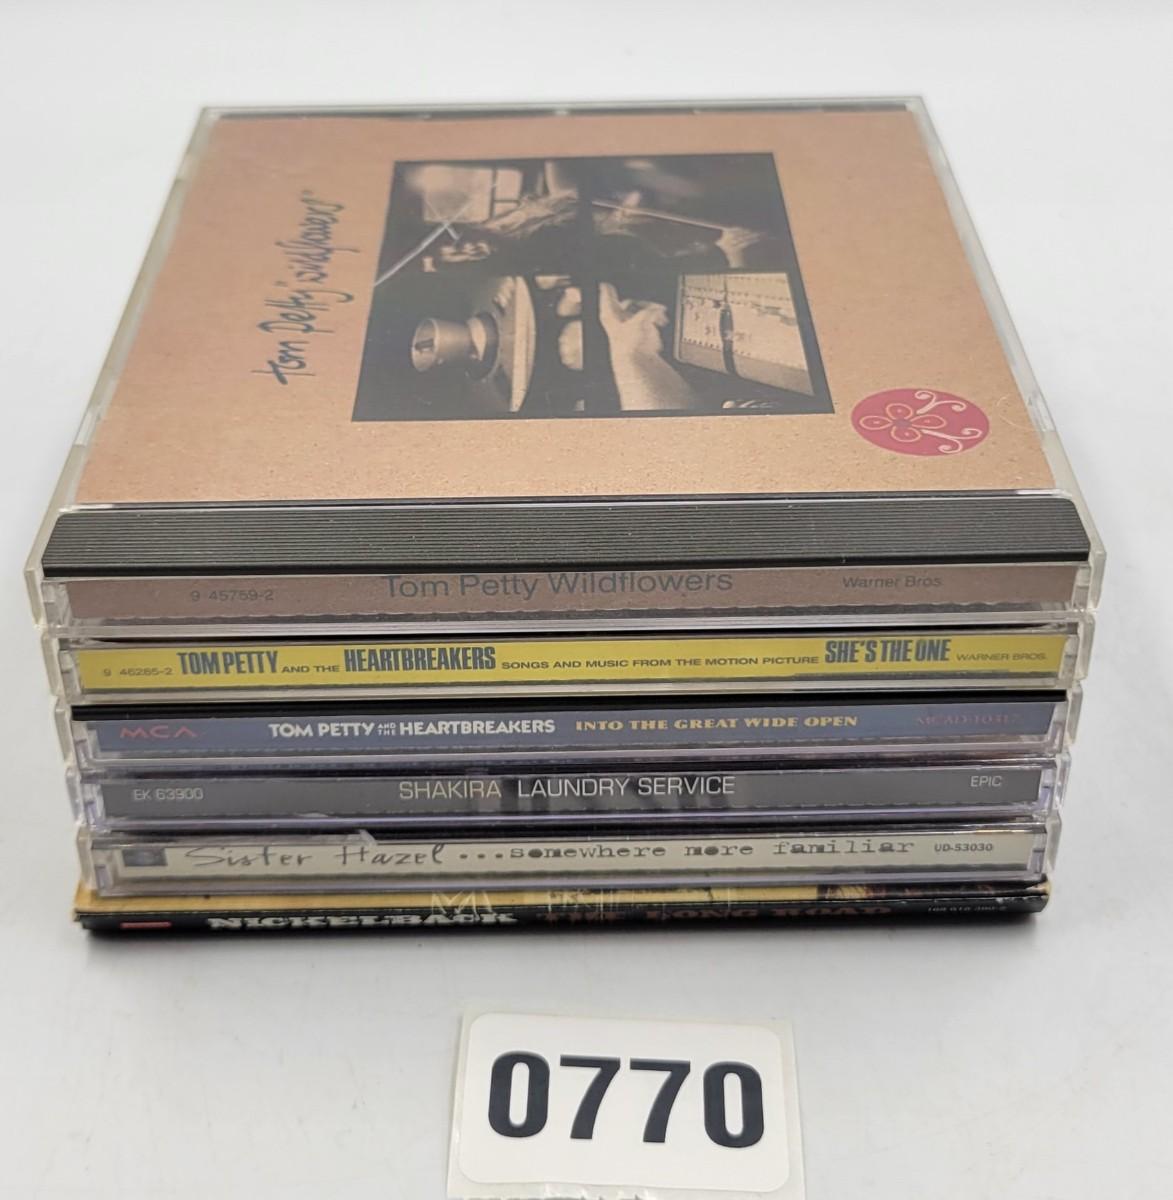 Tom Petty "wildflowers"
9 45759-2 Tom Petty Wildflowers Warner Bros.
9 46285-2 TOM PETTY AND THE HEARTBREAKERS SONGS AND MUSIC FROM THE MOTION PICTURE SHE'S THE ONE WARNER BROS.
MCA TOM PETTY AND THE HEARTBREAKERS INTO THE GREAT WIDE OPEN MCAD-10317
EK 63900 SHAKIRA LAUNDRY SERVICE EPIC
Sister Hazel ...somewhere more familiar UD-53030
NICKELBACK THE LONG ROAD
0770